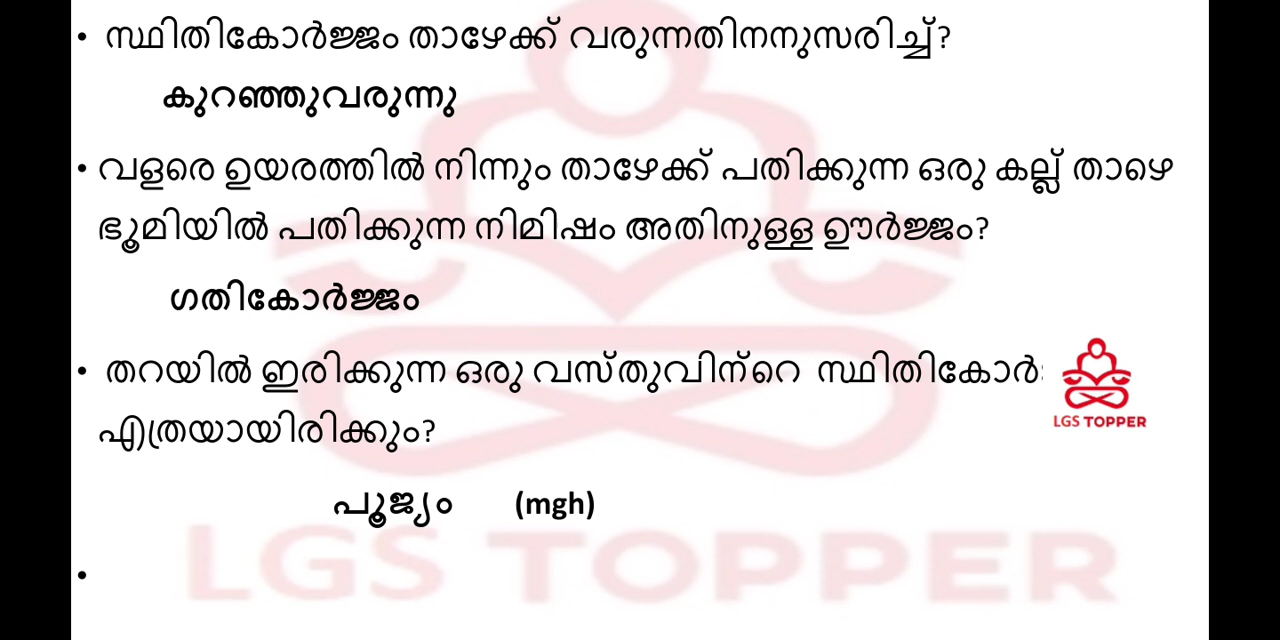 • സ്ഥിതികോർജ്ജം താഴേക്ക് വരുന്നതിനനുസരിച്ച്?
കുറഞ്ഞുവരുന്നു
• വളരെ ഉയരത്തിൽ നിന്നും താഴേക്ക് പതിക്കുന്ന ഒരു കല്ല് താഴെ
ഭൂമിയിൽ പതിക്കുന്ന നിമിഷം അതിനുള്ള ഊർജ്ജം?
ഗതികോർജ്ജം
• തറയിൽ ഇരിക്കുന്ന ഒരു വസ്തുവിന്റെ
എത്രയായിരിക്കും?
LGS TOPPER
പൂജ്യം (mgh)
LGS TOPPER
•